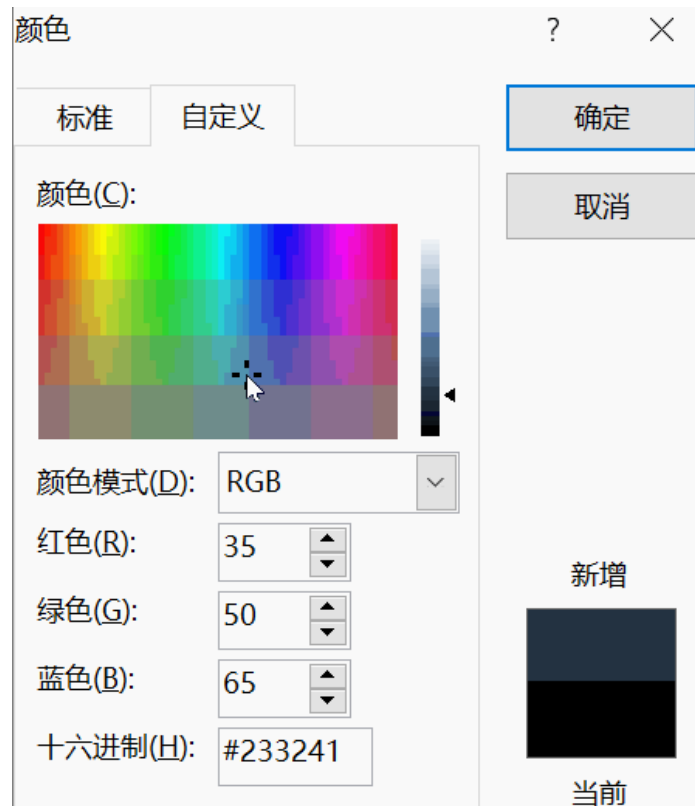 颜色
?
标准
自定义
确定
取消
颜色(C):
颜色模式(D):
RGB
红色(R):
35
绿色(G):
50
蓝色(B):
65
十六进制(H):
#233241
新增
当前